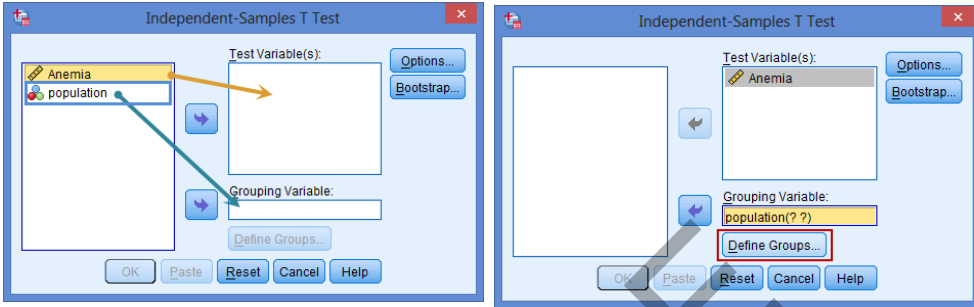 Independent-Samples T Test
Test Variable(s):
Anemia
population
Options...
Bootstrap...
Grouping Variable:
Define Groups...
OK Paste Reset Cancel Help
Independent-Samples T Test
Test Variable(s):
Anemia
Options...
Bootstrap...
Grouping Variable:
population(? ?)
Define Groups...
OK Paste Reset Cancel Help